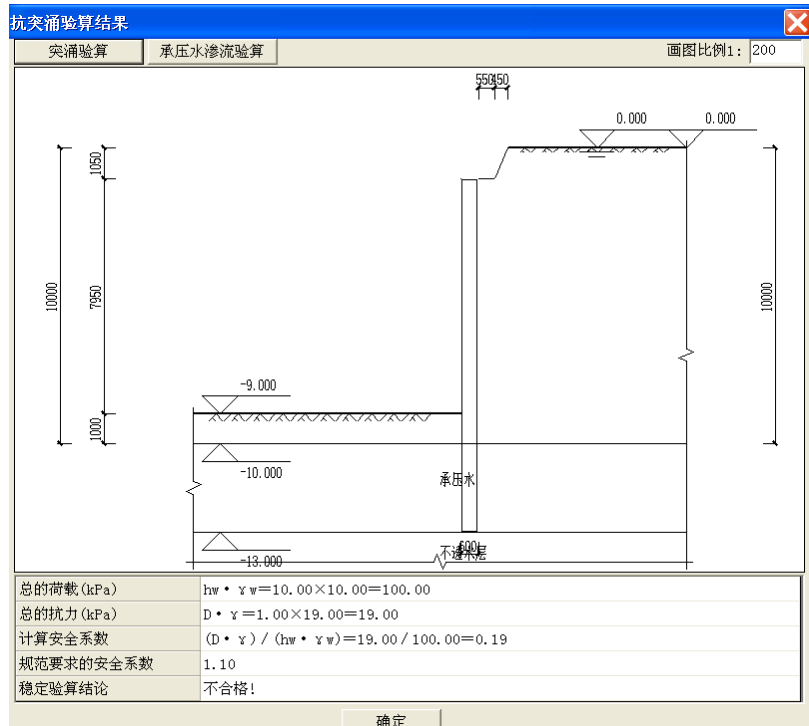 抗突涌验算结果
突涌验算
承压水渗流验算
画图比例1:
200
550
450
0.000
0.000
1050
10000
7950
10000
-9.000
1000
-10.000
承压水
600
不透水层
-13.000
总的荷载(kPa)
hw·γw=10.00×10.00=100.00
总的抗力(kPa)
D·γ=1.00×19.00=19.00
计算安全系数
(D·γ)/(hw·γw)=19.00/100.00=0.19
规范要求的安全系数
1.10
稳定验算结论
不合格!
确定